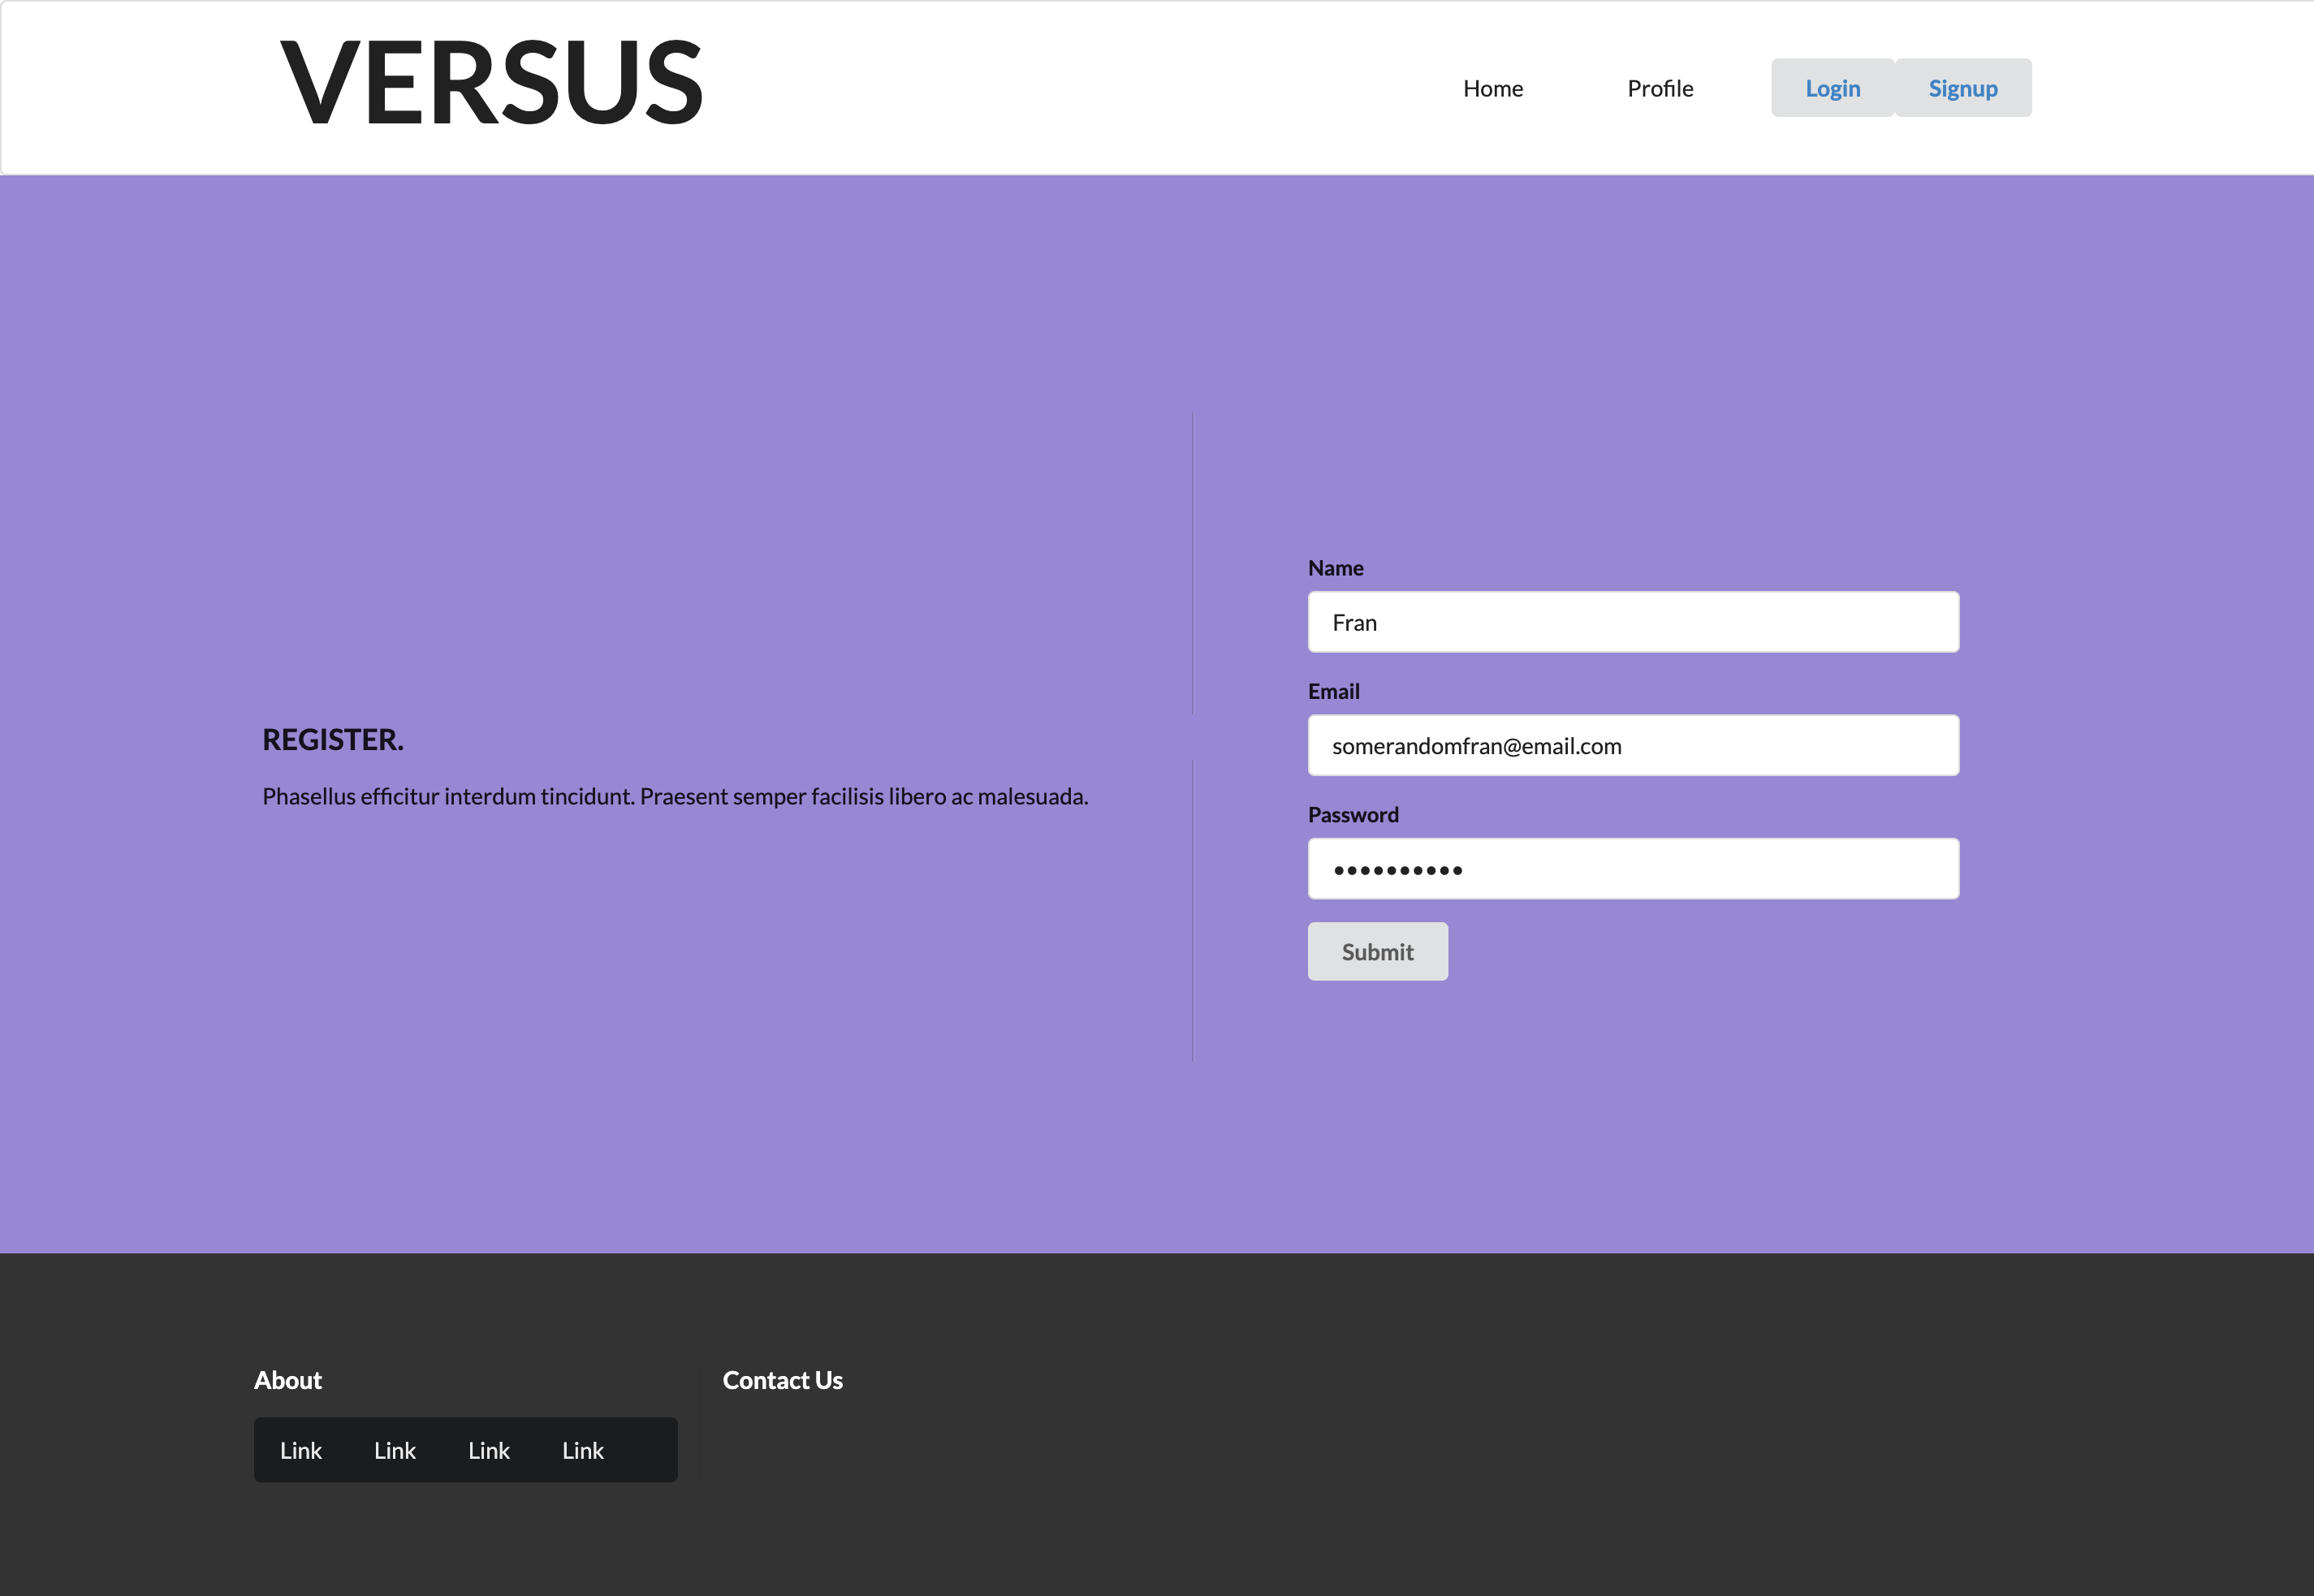 VERSUS
Home Profile Login Signup
REGISTER.
Phasellus efficitur interdum tincidunt. Praesent semper facilisis libero ac malesuada.
Name
Fran
Email
somerandomfran@email.com
Password
••••••••••
Submit
About
Link Link Link Link
Contact Us